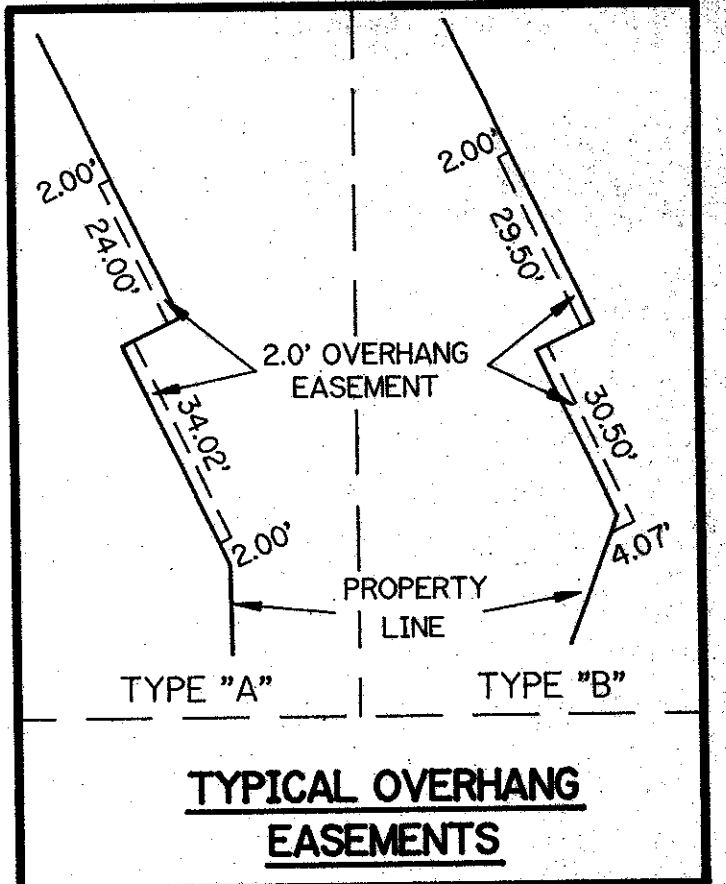 2.00'
24.00'
2.00'
29.50'
2.0' OVERHANG
EASEMENT
34.02'
2.00'
30.50'
4.07'
PROPERTY
LINE
TYPE "A"
TYPE "B"
TYPICAL OVERHANG
EASEMENTS